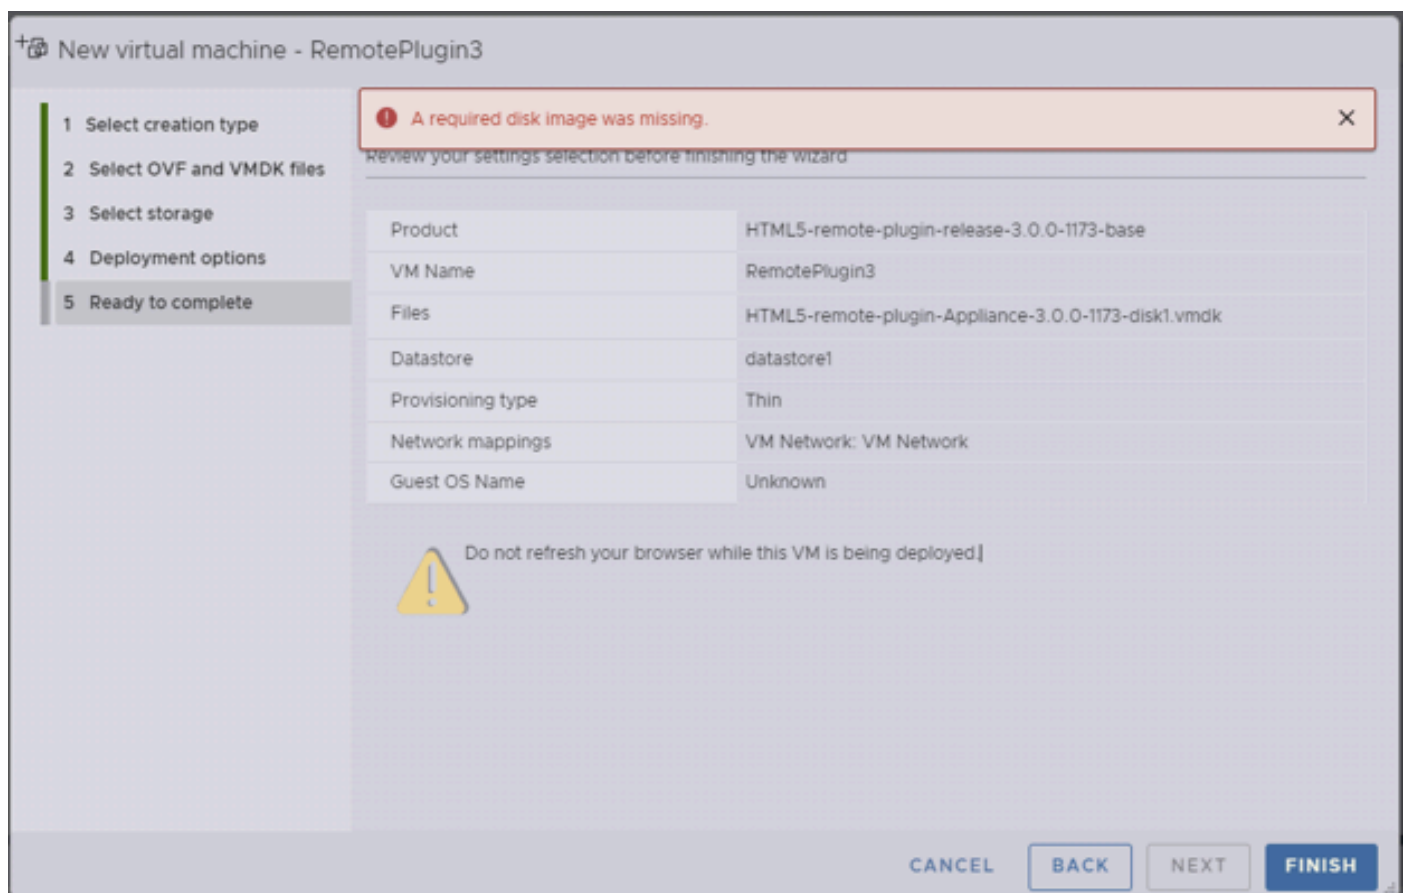 New virtual machine - RemotePlugin3
1 Select creation type
2 Select OVF and VMDK files
3 Select storage
4 Deployment options
5 Ready to complete
A required disk image was missing.
Review your settings selection before finishing the wizard
Product HTML5-remote-plugin-release-3.0.0-1173-base
VM Name RemotePlugin3
Files HTML5-remote-plugin-Appliance-3.0.0-1173-disk1.vmdk
Datastore datastore1
Provisioning type Thin
Network mappings VM Network: VM Network
Guest OS Name Unknown
Do not refresh your browser while this VM is being deployed.
CANCEL BACK NEXT FINISH